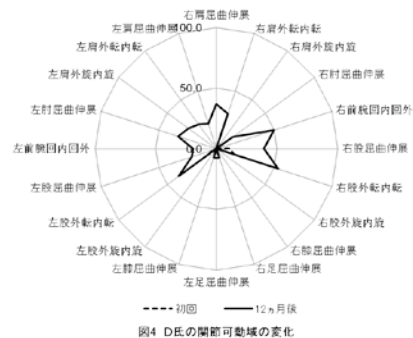 右肩屈曲伸展
左肩屈曲伸展
100.0
右肩外転内転
左肩外転内転
右肩外旋内旋
左肩外旋内旋
50.0
右肘屈曲伸展
左肘屈曲伸展
右前腕回内回外
左前腕回内回外
0.0
右股屈曲伸展
左股屈曲伸展
右股外転内転
左股外転内転
右股外旋内旋
左股外旋内旋
右膝屈曲伸展
左膝屈曲伸展
右足屈曲伸展
左足屈曲伸展
初回
12ヵ月後
図4 D氏の関節可動域の変化